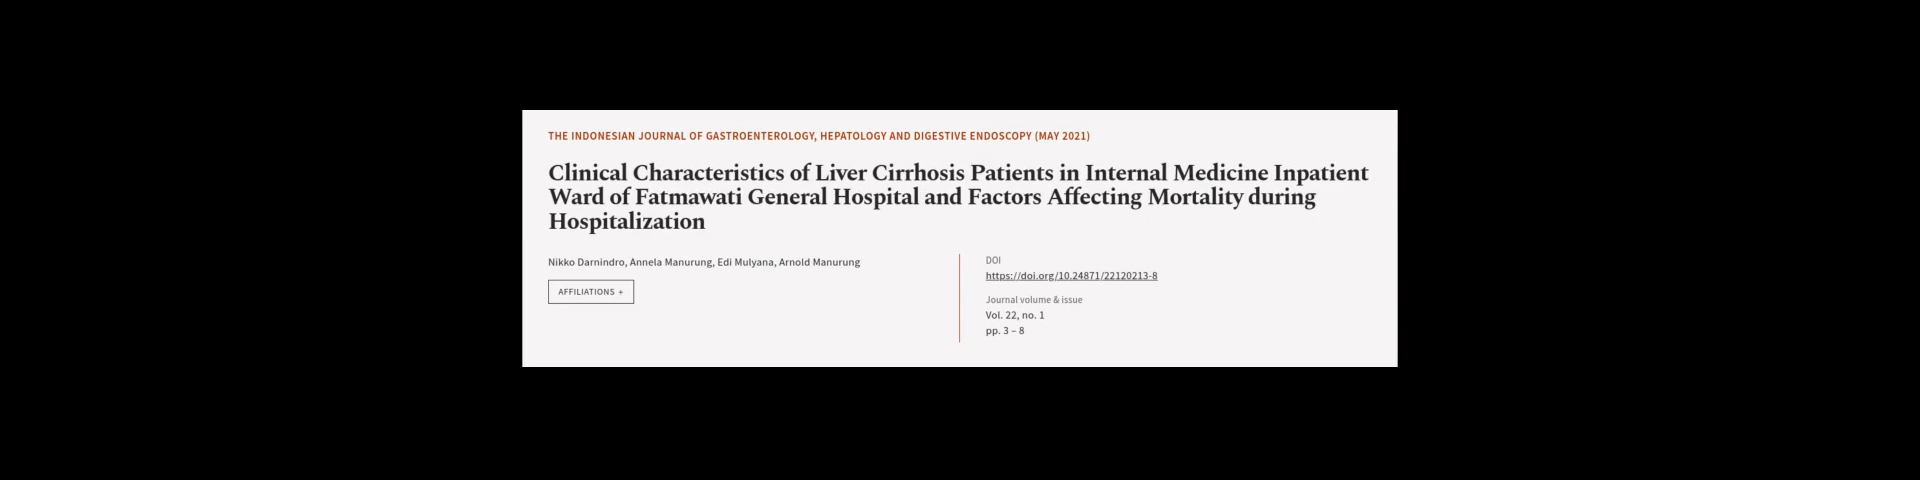 THE INDONESIAN JOURNAL OF GASTROENTEROLOGY, HEPATOLOGY AND DIGESTIVE ENDOSCOPY (MAY 2021)
Clinical Characteristics of Liver Cirrhosis Patients in Internal Medicine Inpatient
Ward of Fatmawati General Hospital and Factors Affecting Mortality during
Hospitalization
Nikko Darnindro, Annela Manurung, Edi Mulyana, Arnold Manurung
AFFILIATIONS +
DOI
https://doi.org/10.24871/22120213-8
Journal volume & issue
Vol. 22, no. 1
pp. 3 – 8